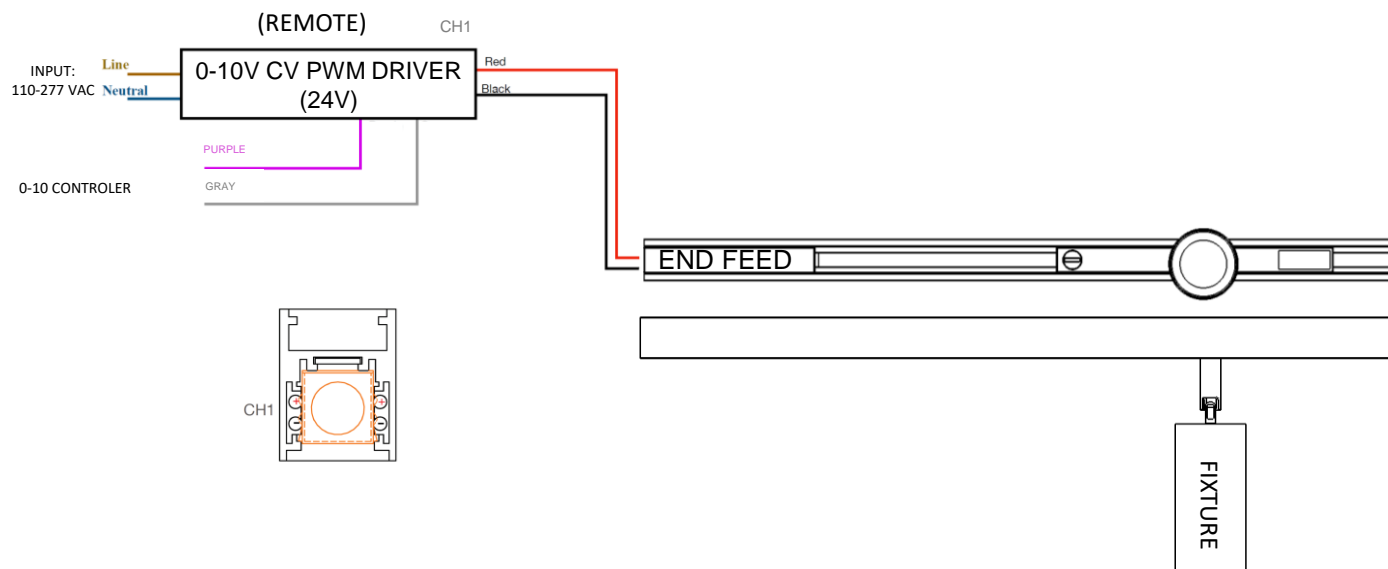 (REMOTE)
CH1
INPUT:
110-277 VAC
Line
Neutral
0-10V CV PWM DRIVER
(24V)
Red
Black
PURPLE
GRAY
0-10 CONTROLER
END FEED
CH1
+
+
-
-
FIXTURE